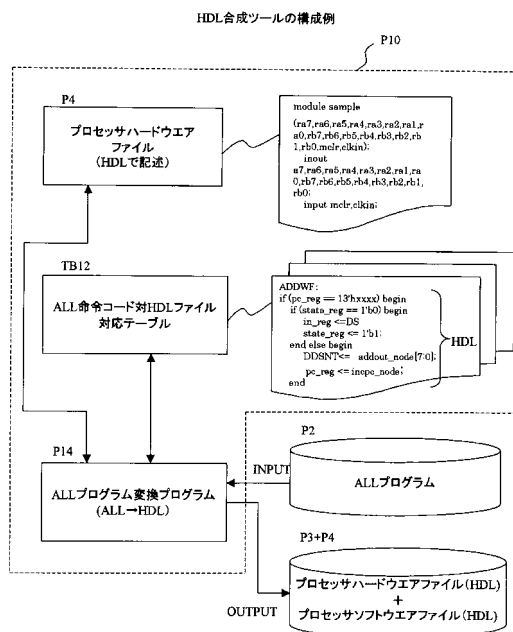 HDL合成ツールの構成例
P10
P4
プロセッサハードウエア
ファイル
(HDLで記述)
module sample
(ra7,ra6,ra5,ra4,ra3,ra2,ra1,r
a0,rb7,rb6,rb5,rb4,rb3,rb2,rb
1,rb0,mclr,clkin);
inout
a7,ra6,ra5,ra4,ra3,ra2,ra1,ra
0,rb7,rb6,rb5,rb4,rb3,rb2,rb1,
rb0;
input mclr,clkin;
TB12
ALL命令コード対HDLファイル
対応テーブル
ADDWF:
if (pc_reg == 13'hxxxx) begin
if (state_reg == 1'b0) begin
in_reg <=DS
state_reg <= 1'b1;
end else begin
DDSNT<= addout_node[7:0];
pc_reg <= incpc_node;
end
HDL
P14
ALLプログラム変換プログラム
(ALL→HDL)
INPUT
P2
ALLプログラム
OUTPUT
P3+P4
プロセッサハードウエアファイル(HDL)
+
プロセッサソフトウエアファイル(HDL)